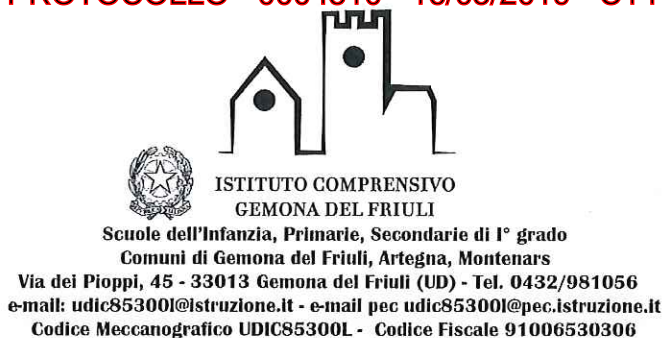 ISTITUTO COMPRENSIVO
GEMONA DEL FRIULI
Scuole dell'Infanzia, Primarie, Secondarie di I° grado
Comuni di Gemona del Friuli, Artegna, Montenars
Via dei Pioppi, 45 - 33013 Gemona del Friuli (UD) - Tel. 0432/981056
e-mail: udic85300l@istruzione.it - e-mail pec udic85300l@pec.istruzione.it
Codice Meccanografico UDIC85300L - Codice Fiscale 91006530306